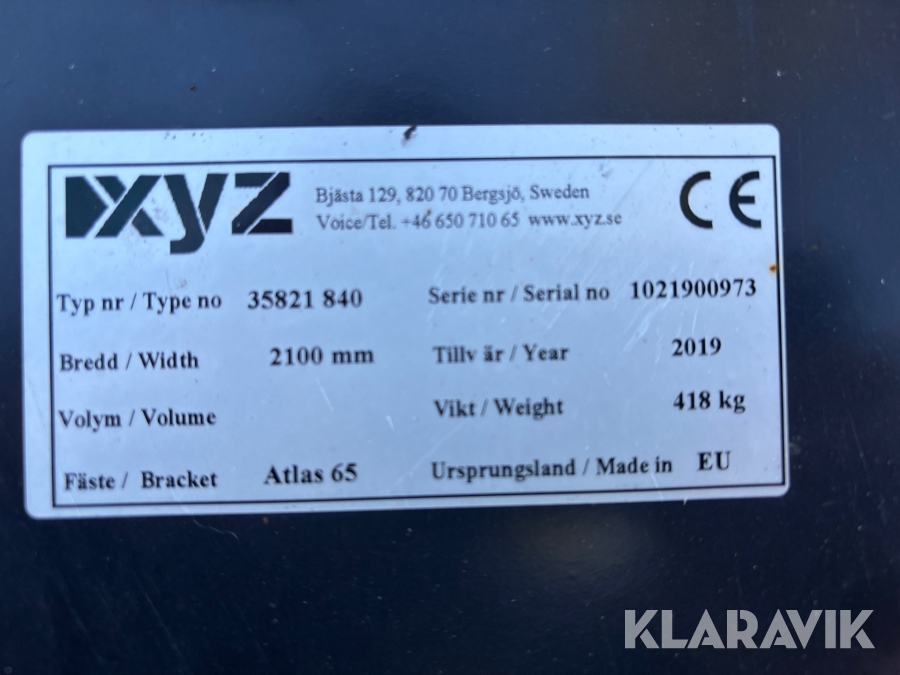 xyz
Bjästa 129, 820 70 Bergsjö, Sweden
Voice/Tel. +46 650 710 65 www.xyz.se
CE
Typ nr / Type no 35821 840
Serie nr / Serial no 1021900973
Bredd / Width 2100 mm
Tillv är / Year 2019
Volym / Volume
Vikt / Weight 418 kg
Fäste / Bracket Atlas 65
Ursprungsland / Made in EU
KLARAVIK